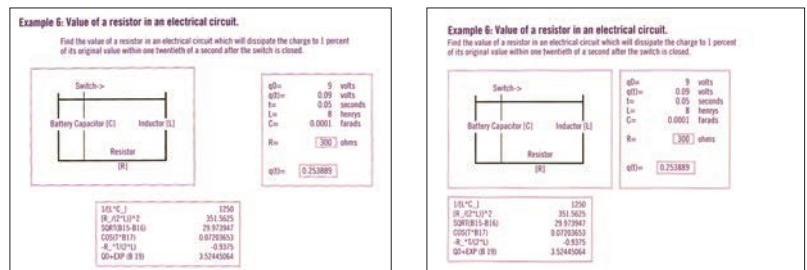 Example 6: Value of a resistor in an electrical circuit.
Find the value of a resistor in an electrical circuit which will dissipate the charge to 1 percent
of its original value within one twentieth of a second after the switch is closed.
Switch->
Battery Capacitor [C] Inductor [L]
Resistor
[R]
q0= 9 volts
q(t)= 0.09 volts
t= 0.05 seconds
L= 8 henrys
C= 0.0001 farads
R= 300 ohms
q(t)= 0.253889
1/(L*C_) 1250
(R_/(2*L))^2 351.5625
SQRT(B15-B16) 29.973947
COS(T*B17) 0.07203653
-R_*T/(2*L) -0.9375
Q0+EXP (B 19) 3.52445064
Example 6: Value of a resistor in an electrical circuit.
Find the value of a resistor in an electrical circuit which will dissipate the charge to 1 percent
of its original value within one twentieth of a second after the switch is closed.
Switch->
Battery Capacitor [C] Inductor [L]
Resistor
[R]
q0= 9 volts
q(t)= 0.09 volts
t= 0.05 seconds
L= 8 henrys
C= 0.0001 farads
R= 300 ohms
q(t)= 0.253889
1/(L*C_) 1250
(R_/(2*L))^2 351.5625
SQRT(B15-B16) 29.973947
COS(T*B17) 0.07203653
-R_*T/(2*L) -0.9375
Q0+EXP (B 19) 3.52445064